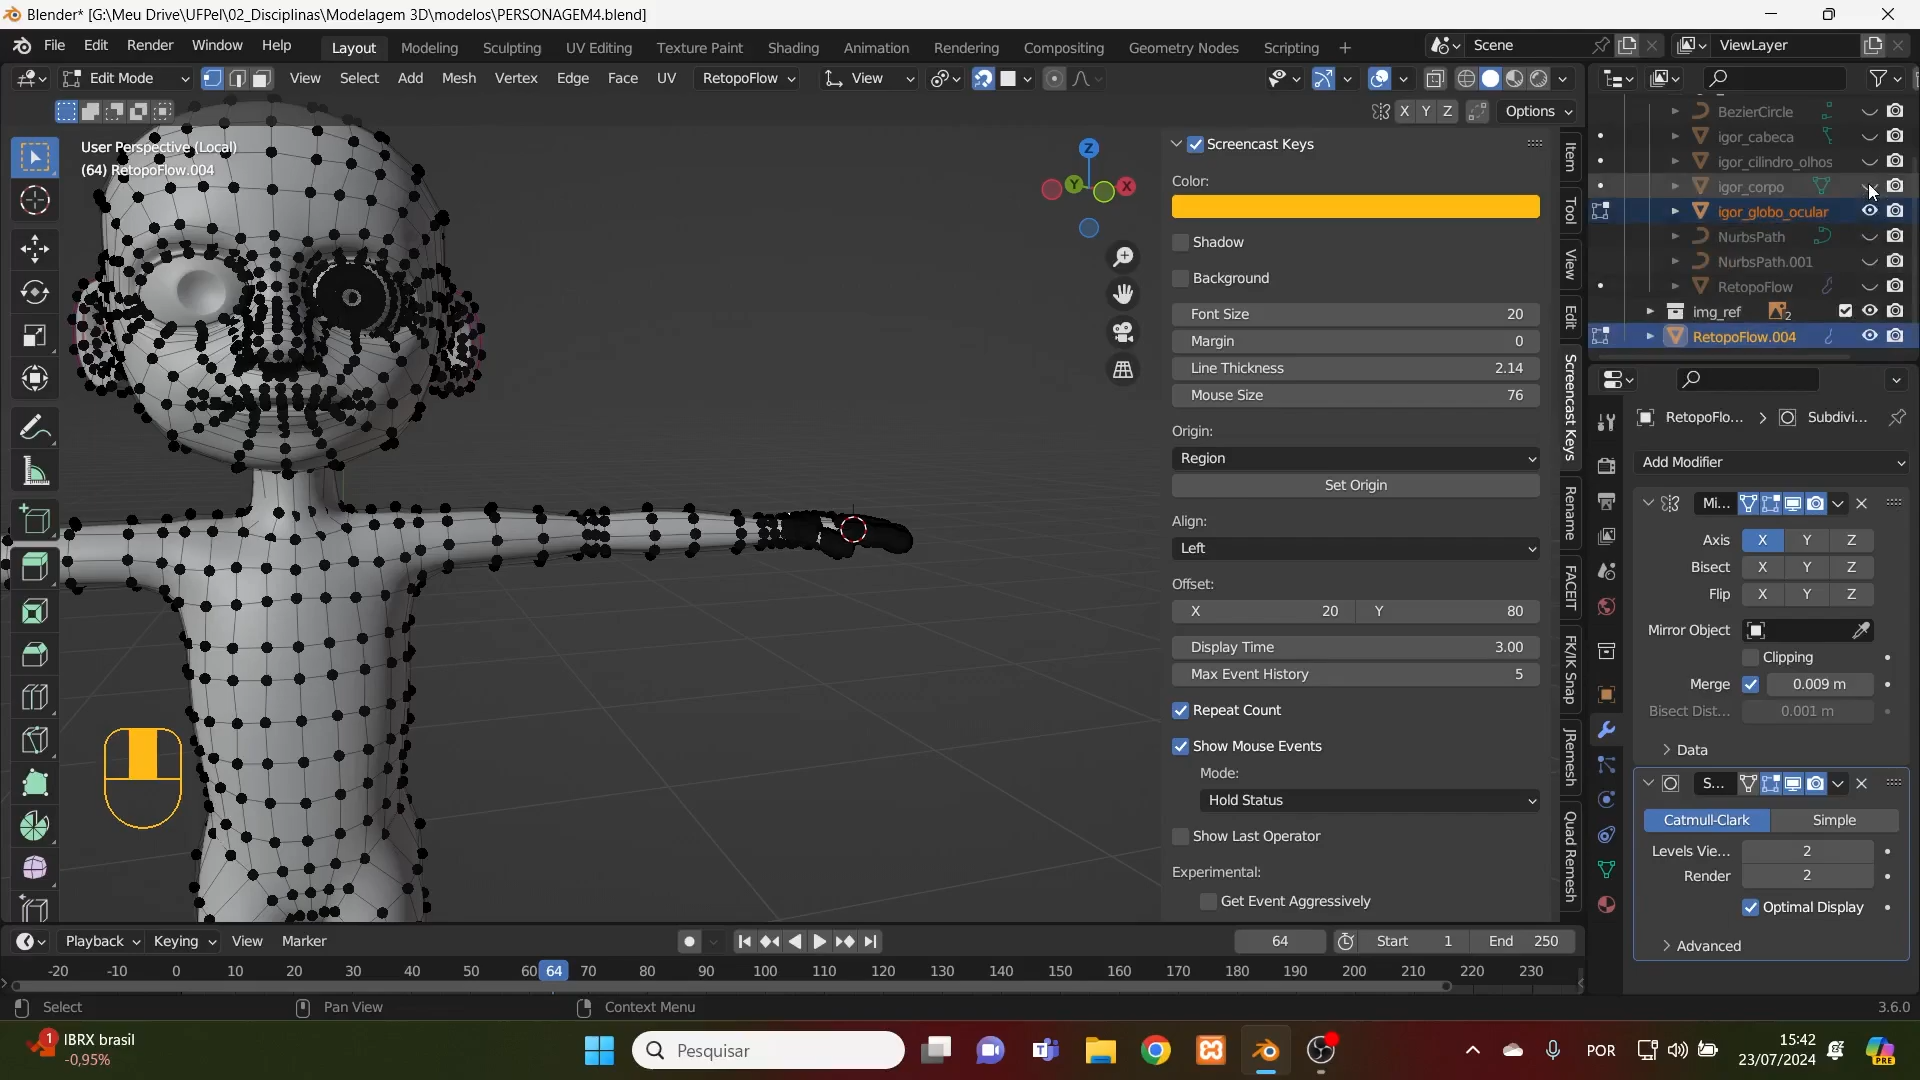 Blender* [G:\Meu Drive\UFPel\02_Disciplinas\Modelagem 3D\modelos\PERSONAGEM4.blend]
File Edit Render Window Help Layout Modeling Sculpting UV Editing Texture Paint Shading Animation Rendering Compositing Geometry Nodes Scripting + Scene ViewLayer
Edit Mode View Select Add Mesh Vertex Edge Face UV RetopoFlow View
X Y Z Options
User Perspective (Local)
(64) RetopoFlow.004
Z
Y X
Screencast Keys
Color:
Shadow
Background
Font Size 20
Margin 0
Line Thickness 2.14
Mouse Size 76
Origin:
Region
Set Origin
Align:
Left
Offset:
X 20 Y 80
Display Time 3.00
Max Event History 5
Repeat Count
Show Mouse Events
Mode:
Hold Status
Show Last Operator
Experimental:
Get Event Aggressively
Item
Tool
View
Edit
Screencast Keys
Rename
FACEIT
FK/IK Snap
JRemesh
Quad Remesh
BezierCircle
igor_cabeca
igor_cilindro_olhos
igor_corpo
igor_globo_ocular
NurbsPath
NurbsPath.001
RetopoFlow
img_ref 2
RetopoFlow.004
RetopoFlo... > Subdivi...
Add Modifier
Mi...
Axis X Y Z
Bisect X Y Z
Flip X Y Z
Mirror Object
Clipping
Merge 0.009 m
Bisect Dist... 0.001 m
Data
S...
Catmull-Clark Simple
Levels Vie... 2
Render 2
Optimal Display
Advanced
Playback Keying View Marker 64 Start 1 End 250
-20 -10 0 10 20 30 40 50 60 64 70 80 90 100 110 120 130 140 150 160 170 180 190 200 210 220 230
Select Pan View Context Menu 3.6.0
1 IBRX brasil
-0,95%
Pesquisar
POR
15:42
23/07/2024
PRE